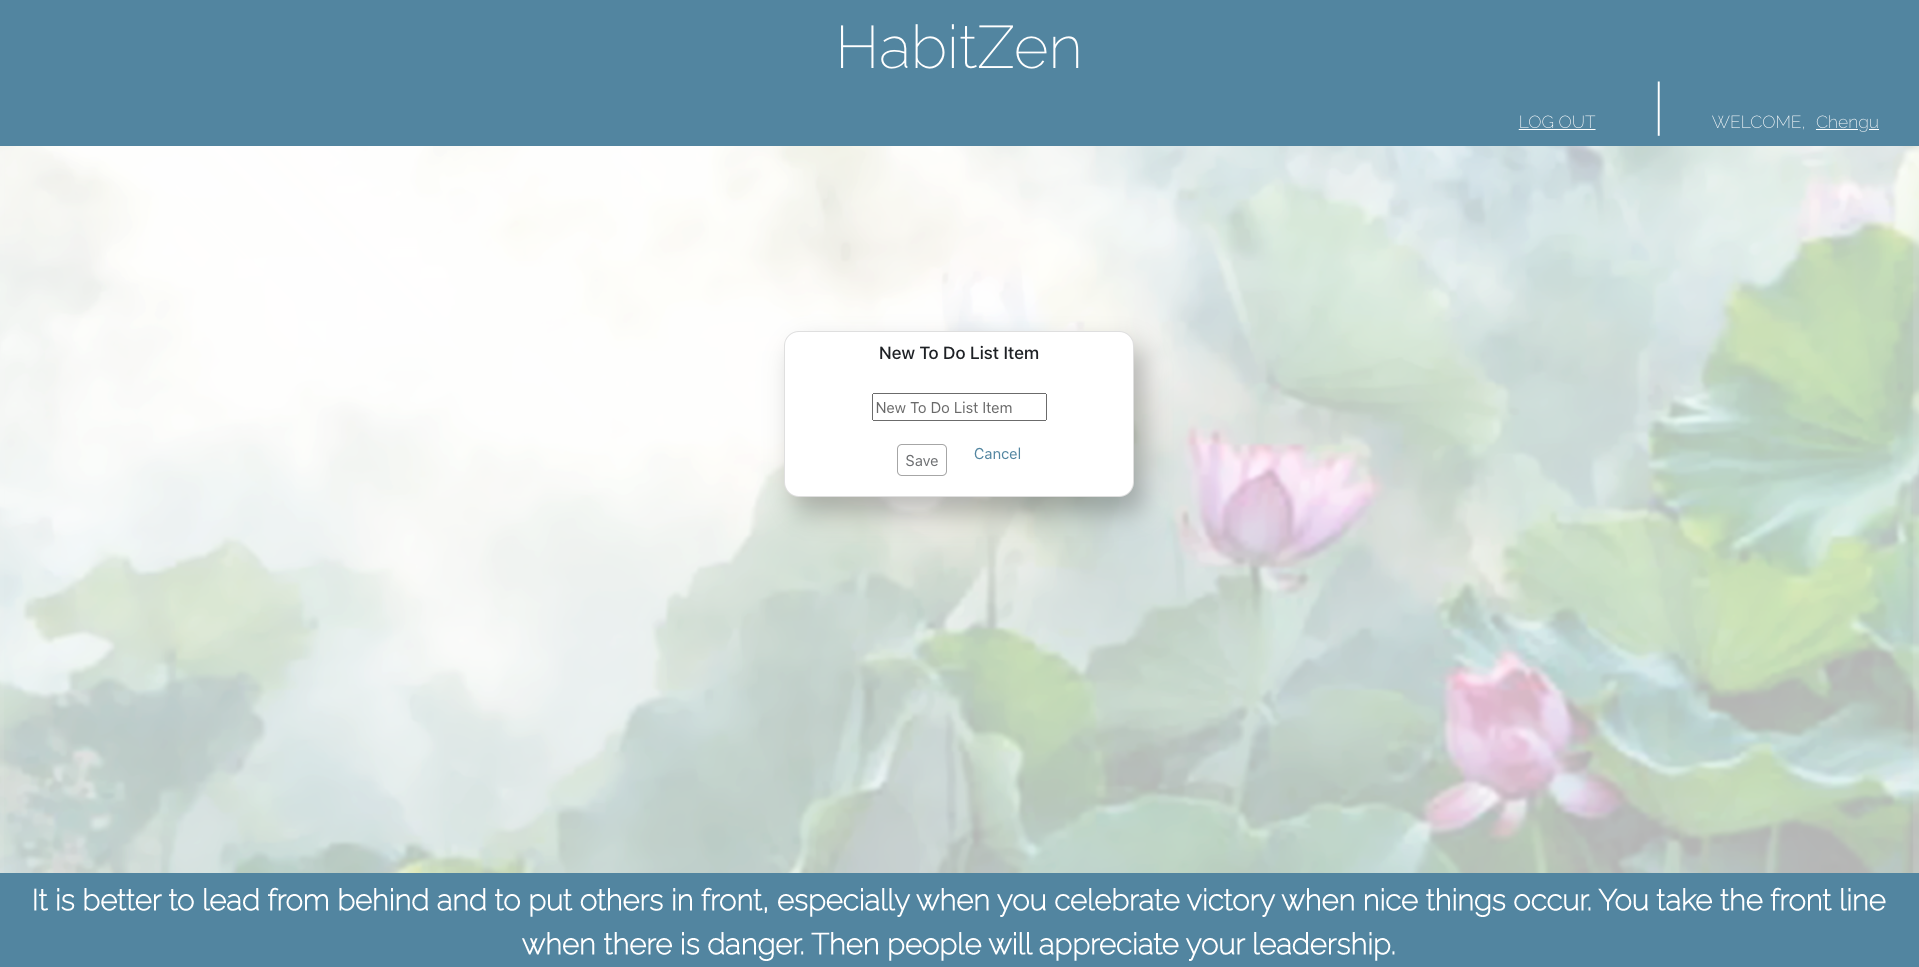 HabitZen
LOG OUT
WELCOME, Chengu
New To Do List Item
New To Do List Item
Save
Cancel
It is better to lead from behind and to put others in front, especially when you celebrate victory when nice things occur. You take the front line
when there is danger. Then people will appreciate your leadership.